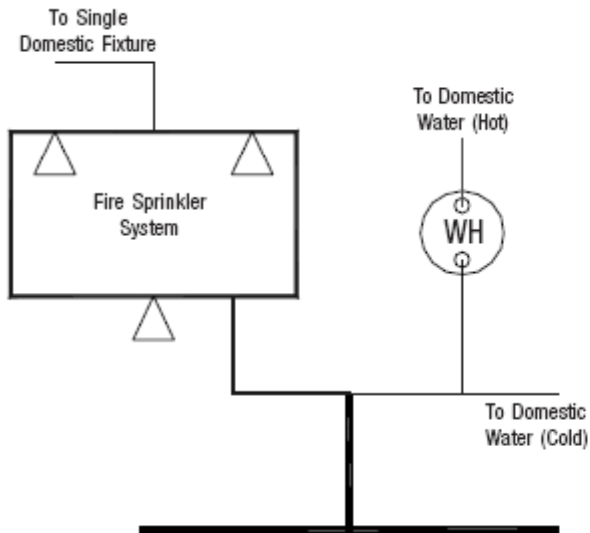 To Single
Domestic Fixture
To Domestic
Water (Hot)
Fire Sprinkler
System
WH
To Domestic
Water (Cold)